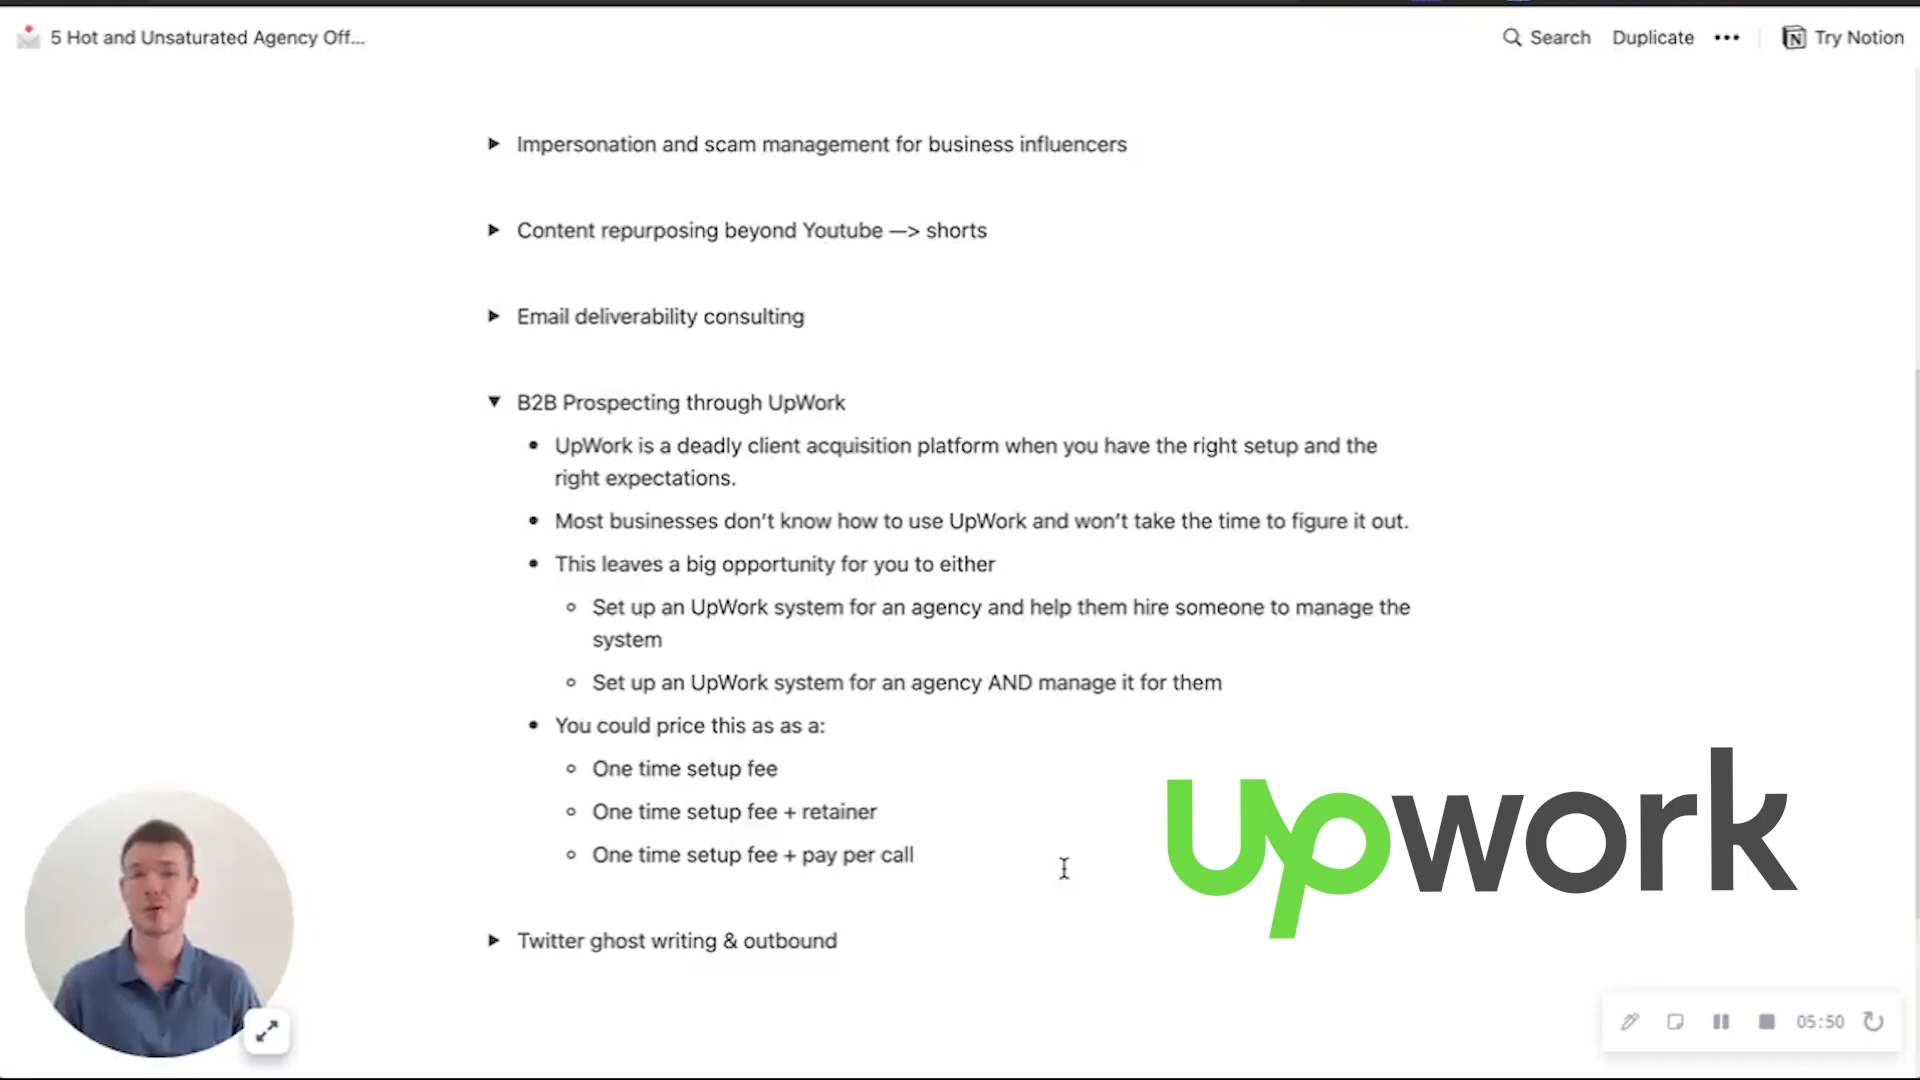 5 Hot and Unsaturated Agency Off...
Search
Duplicate
Try Notion
Impersonation and scam management for business influencers
Content repurposing beyond Youtube —> shorts
Email deliverability consulting
B2B Prospecting through UpWork
UpWork is a deadly client acquisition platform when you have the right setup and the
right expectations.
Most businesses don't know how to use UpWork and won't take the time to figure it out.
This leaves a big opportunity for you to either
Set up an UpWork system for an agency and help them hire someone to manage the
system
Set up an UpWork system for an agency AND manage it for them
You could price this as as a:
One time setup fee
One time setup fee + retainer
One time setup fee + pay per call
upwork
Twitter ghost writing & outbound
05:50